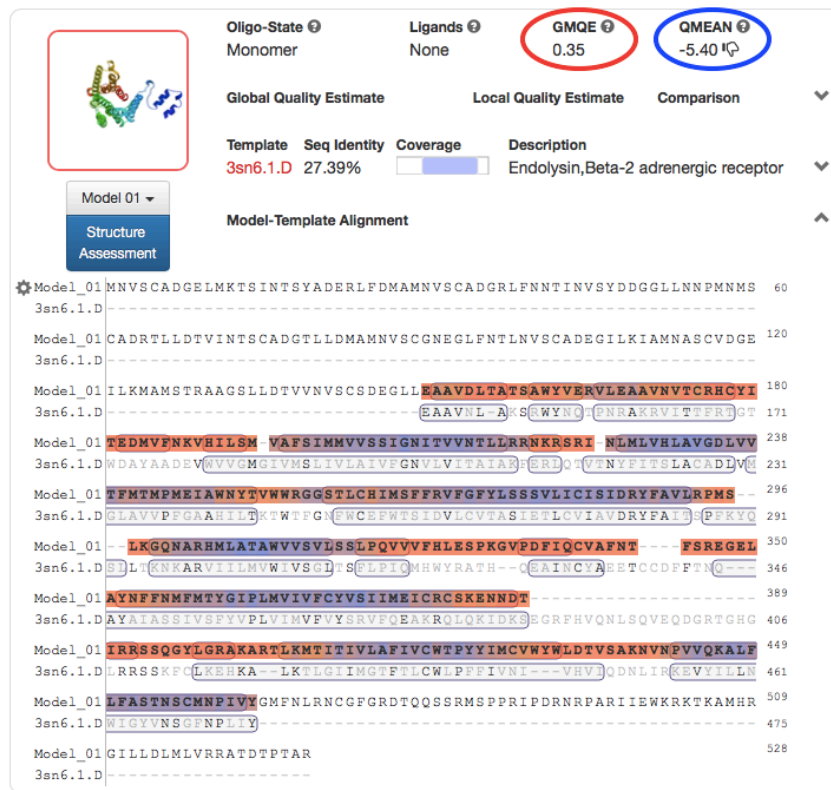 Oligo-State Ligands GMQE QMEAN
Monomer None 0.35 -5.40
Global Quality Estimate Local Quality Estimate Comparison
Template Seq Identity Coverage Description
3sn6.1.D 27.39% Endolysin,Beta-2 adrenergic receptor
Model 01
Structure
Assessment
Model-Template Alignment
Model_01 MNVSCADGELMKTSINTSYADERLFDMAMNVSCADGRLFNNTINVSYDDGGLLNNPMNMS 60
3sn6.1.D ------------------------------------------------------------
Model_01 CADRTLLDTVINTSCADGTLLDMAMNVSCGNEGLFNTLNVSCADEGILKIAMNASCVDGE 120
3sn6.1.D ------------------------------------------------------------
Model_01 ILKMAMSTRAAGSLLDTVVNVSCSDEGLLEAAVDLTATSAWYVERVLEAAVNVTCRHCYI 180
3sn6.1.D -----------------------------EAAVNL-AKSRWYNQTPNRAKRVITTFRTGT 171
Model_01 TEDMVFNKVHILSM-VAFSIMMVVSSIGNITVVNTLLRRNKRSRI-NLMLVHLAVGDLVV 238
3sn6.1.D WDAYAADEVWVVGMGIVMSLIVLAIVFGNVLVITAIAKFERLQTVTNYFITSLACADLVM 231
Model_01 TFMTMPMEIAWNYTVWWRGGSTLCHIMSFFRVFGFYLSSSVLICISIDRYFAVLRPMS-- 296
3sn6.1.D GLAVVPFGAAHILTKTWTFGNFWCEFWTSIDVLCVTASIETLCVIAVDRYFAITSPFKYQ 291
Model_01 --LKGQNARHMLATAWVVSVLSSLPQVVVFHLESPKGVPDFIQCVAFNT----FSREGEL 350
3sn6.1.D SLLTKNKARVIILMVWIVSGLTSFLPIQMHWYRATH--QEAINCYAEETCCDFFTNQ--- 346
Model_01 AYNFFNMFMTYGIPLMVIVFCYVSIIMEICRCSKENNDT--------------------- 389
3sn6.1.D AYAIASSIVSFYVPLVIMVFVYSRVFQEAKRQLQKIDKSEGRFHVQNLSQVEQDGRTGHG 406
Model_01 IRRSSQGYLGRAKARTLKMTITIVLAFIVCWTPYYIMCVWYWLDTVSAKNVNPVVQKALF 449
3sn6.1.D LRRSSKFCLKEHKA--LKTLGIIMGTFTLCWLPFFIVNI---VHVIQDNLIRKEVYILLN 461
Model_01 LFASTNSCMNPIVYGMFNLRNCGFGRDTQQSSRMSPPRIPDRNRPARIIEWKRKTKAMHR 509
3sn6.1.D WIGYVNSGFNPLIY---------------------------------------------- 475
Model_01 GILLDLMLVRRATDTPTAR 528
3sn6.1.D -------------------